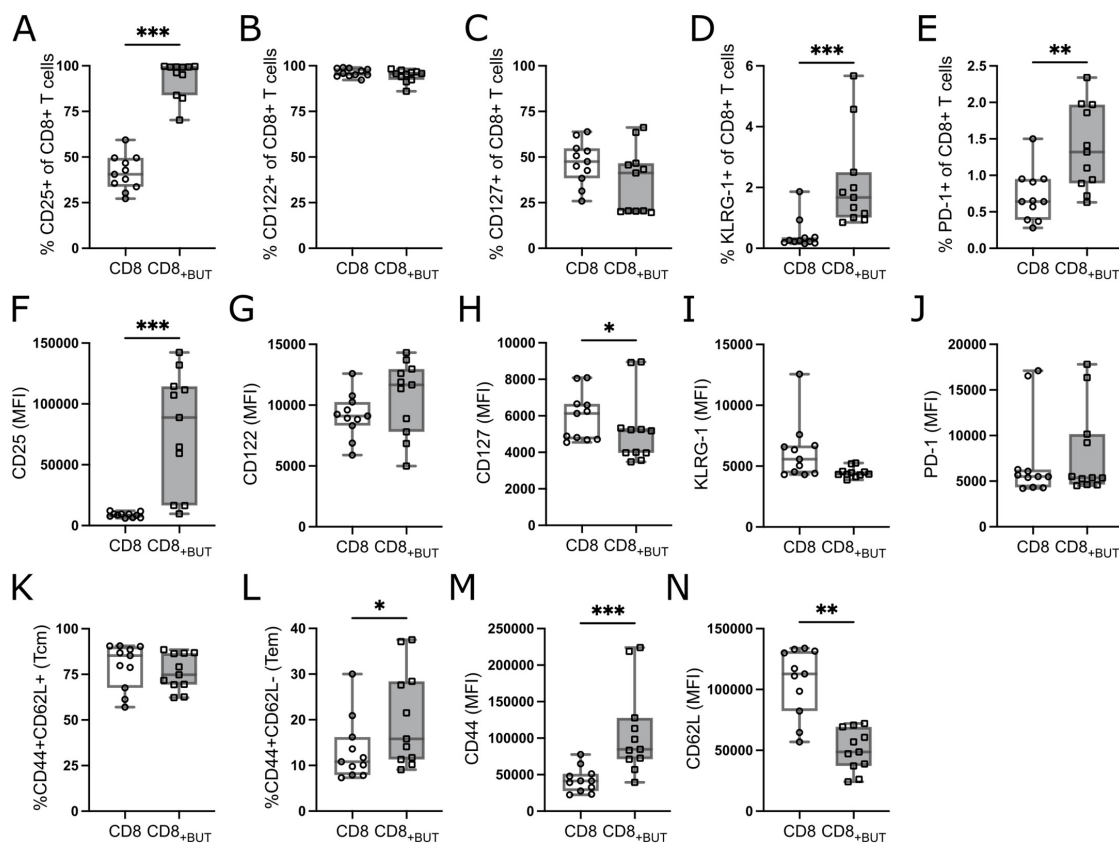 A
% CD25+ of CD8+ T cells
100
50
0
***
CD8 CD8+BUT
B
% CD122+ of CD8+ T cells
100
50
0
CD8 CD8+BUT
C
% CD127+ of CD8+ T cells
100
50
0
CD8 CD8+BUT
D
% KLRG-1+ of CD8+ T cells
6
4
2
0
***
CD8 CD8+BUT
E
% PD-1+ of CD8+ T cells
2.5
2.0
1.5
1.0
0.5
0.0
**
CD8 CD8+BUT
F
CD25 (MFI)
150000
100000
50000
0
***
CD8 CD8+BUT
G
CD122 (MFI)
15000
10000
5000
0
CD8 CD8+BUT
H
CD127 (MFI)
10000
8000
6000
4000
2000
0
*
CD8 CD8+BUT
I
KLRG-1 (MFI)
15000
10000
5000
0
CD8 CD8+BUT
J
PD-1 (MFI)
20000
15000
10000
5000
0
CD8 CD8+BUT
K
%CD44+CD62L+ (Tcm)
100
75
50
25
0
CD8 CD8+BUT
L
%CD44+CD62L- (Tem)
40
30
20
10
0
*
CD8 CD8+BUT
M
CD44 (MFI)
250000
200000
150000
100000
50000
0
***
CD8 CD8+BUT
N
CD62L (MFI)
150000
100000
50000
0
**
CD8 CD8+BUT